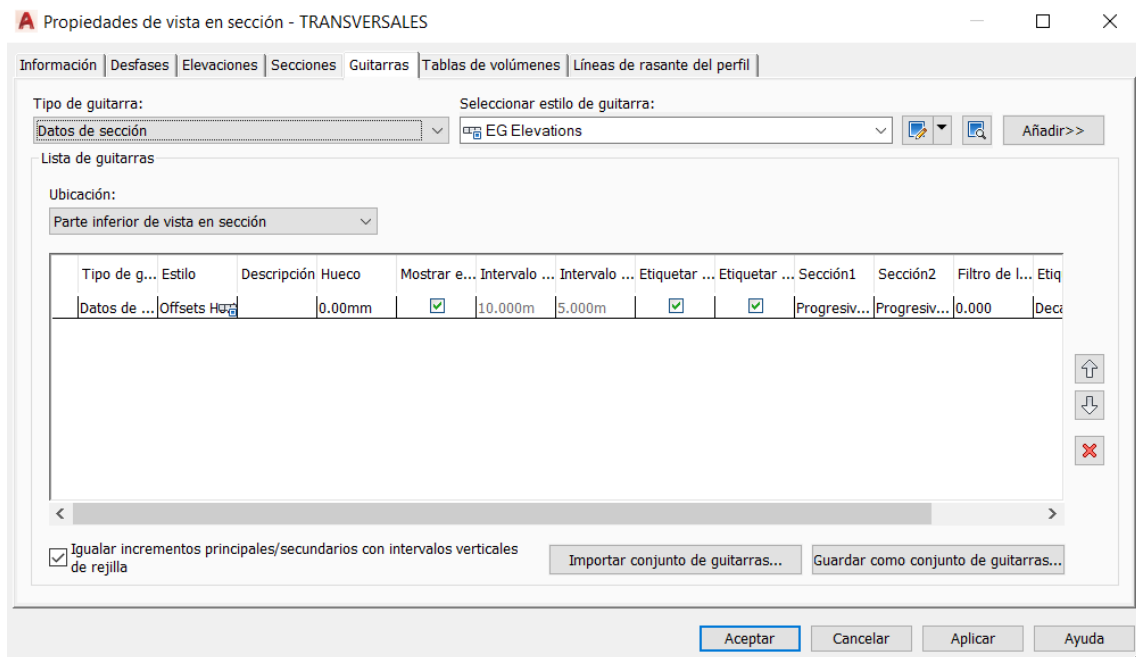 Propiedades de vista en sección - TRANSVERSALES
Información Desfases Elevaciones Secciones Guitarras Tablas de volúmenes Líneas de rasante del perfil
Tipo de guitarra: Seleccionar estilo de guitarra:
Datos de sección EG Elevations Añadir>>
Lista de guitarras
Ubicación:
Parte inferior de vista en sección
Tipo de g... Estilo Descripción Hueco Mostrar e... Intervalo ... Intervalo ... Etiquetar ... Etiquetar ... Sección1 Sección2 Filtro de l... Etiq
Datos de ... Offsets 0.00mm 10.000m 5.000m Progresiv... Progresiv... 0.000 Deca
Igualar incrementos principales/secundarios con intervalos verticales
de rejilla
Importar conjunto de guitarras... Guardar como conjunto de guitarras...
Aceptar Cancelar Aplicar Ayuda